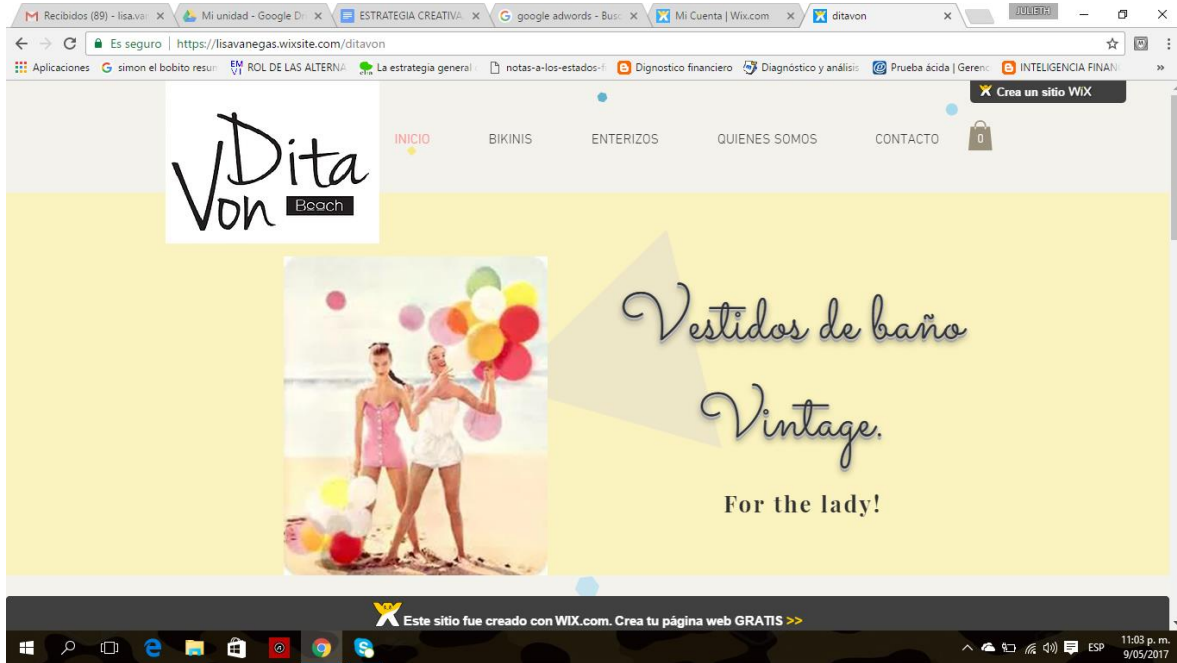 Recibidos (89) - lisa.van
Mi unidad - Google Dr
ESTRATEGIA CREATIVA
google adwords - Busc
Mi Cuenta | Wix.com
ditavon
JULIETH
Es seguro | https://lisavanegas.wixsite.com/ditavon
Aplicaciones
simon el bobito resun
ROL DE LAS ALTERNA
La estrategia general
notas-a-los-estados-f
Dignostico financiero
Diagnóstico y análisis
Prueba ácida | Gerenc
INTELIGENCIA FINAN
Crea un sitio WiX
Dita
Von
Beach
INICIO
BIKINIS
ENTERIZOS
QUIENES SOMOS
CONTACTO
0
Vestidos de baño
Vintage.
For the lady!
Este sitio fue creado con WIX.com. Crea tu página web GRATIS >>
ESP
11:03 p. m.
9/05/2017